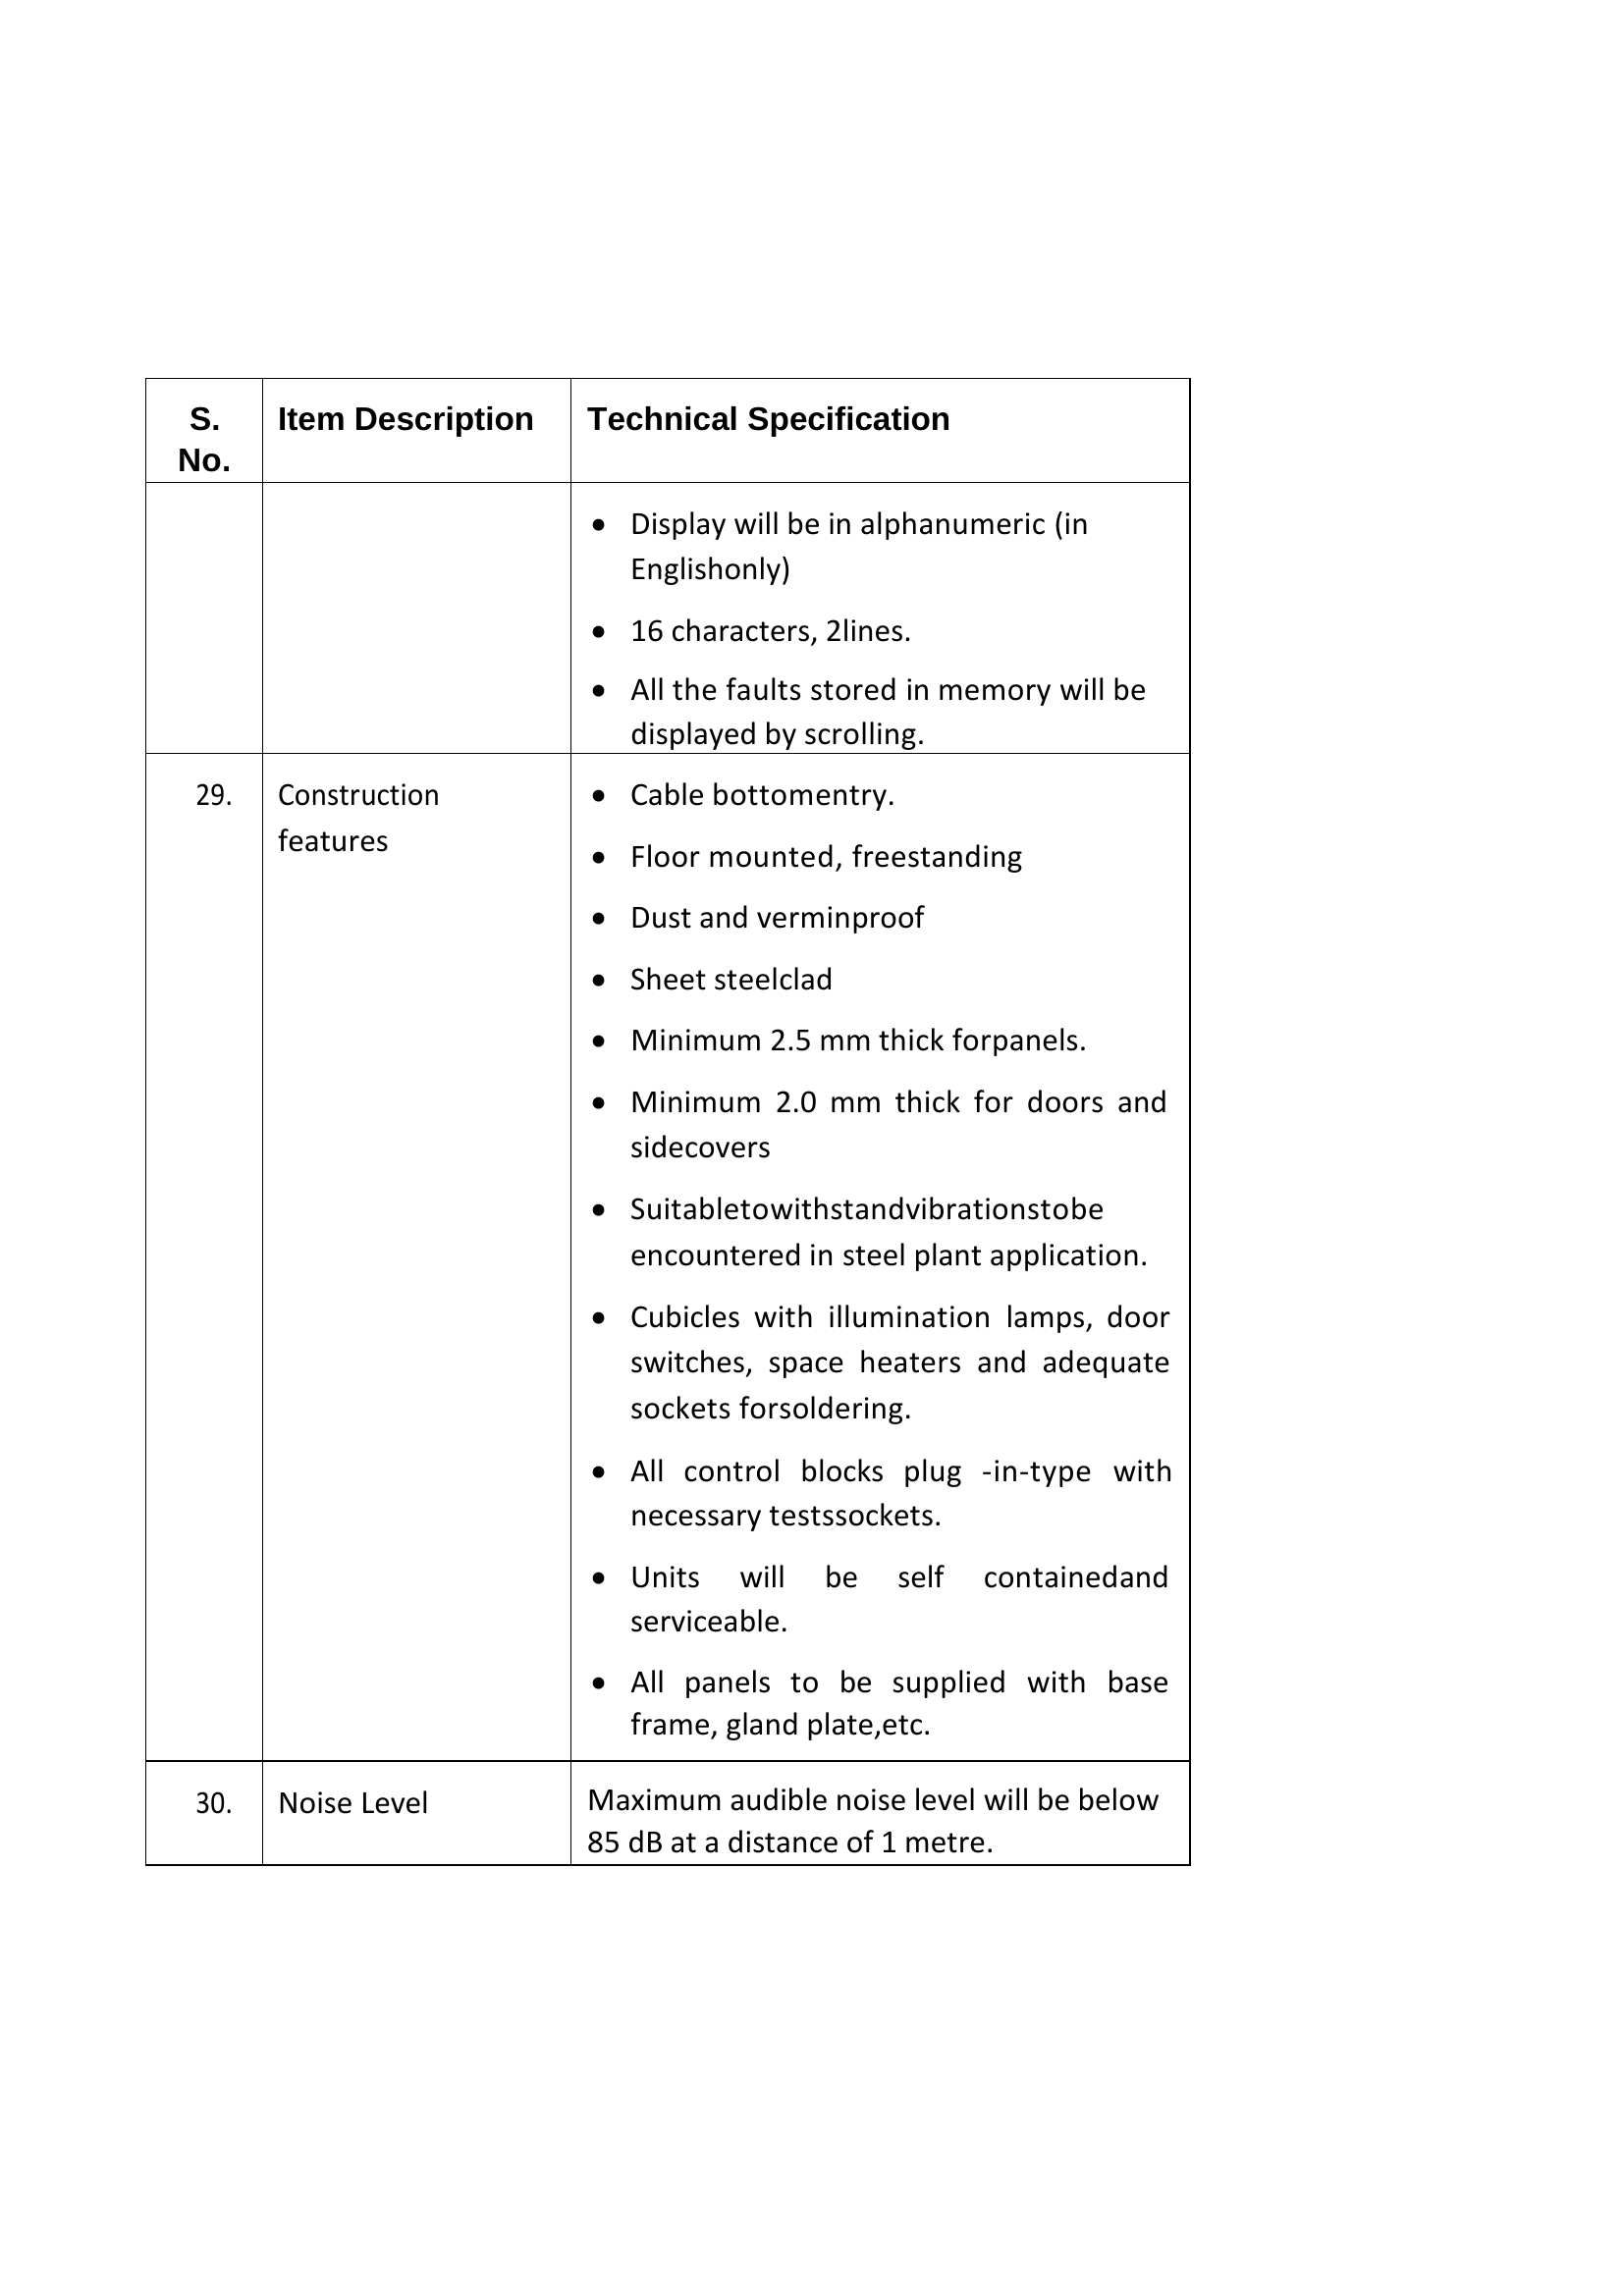 S.
No.
Item Description
Technical Specification
• Display will be in alphanumeric (in
Englishonly)
• 16 characters, 2lines.
• All the faults stored in memory will be
displayed by scrolling.
29.
Construction
features
• Cable bottomentry.
• Floor mounted, freestanding
• Dust and verminproof
• Sheet steelclad
• Minimum 2.5 mm thick forpanels.
• Minimum 2.0 mm thick for doors and
sidecovers
• Suitabletowithstandvibrationstobe
encountered in steel plant application.
• Cubicles with illumination lamps, door
switches, space heaters and adequate
sockets forsoldering.
• All control blocks plug -in-type with
necessary testssockets.
• Units will be self containedand
serviceable.
• All panels to be supplied with base
frame, gland plate,etc.
30.
Noise Level
Maximum audible noise level will be below
85 dB at a distance of 1 metre.